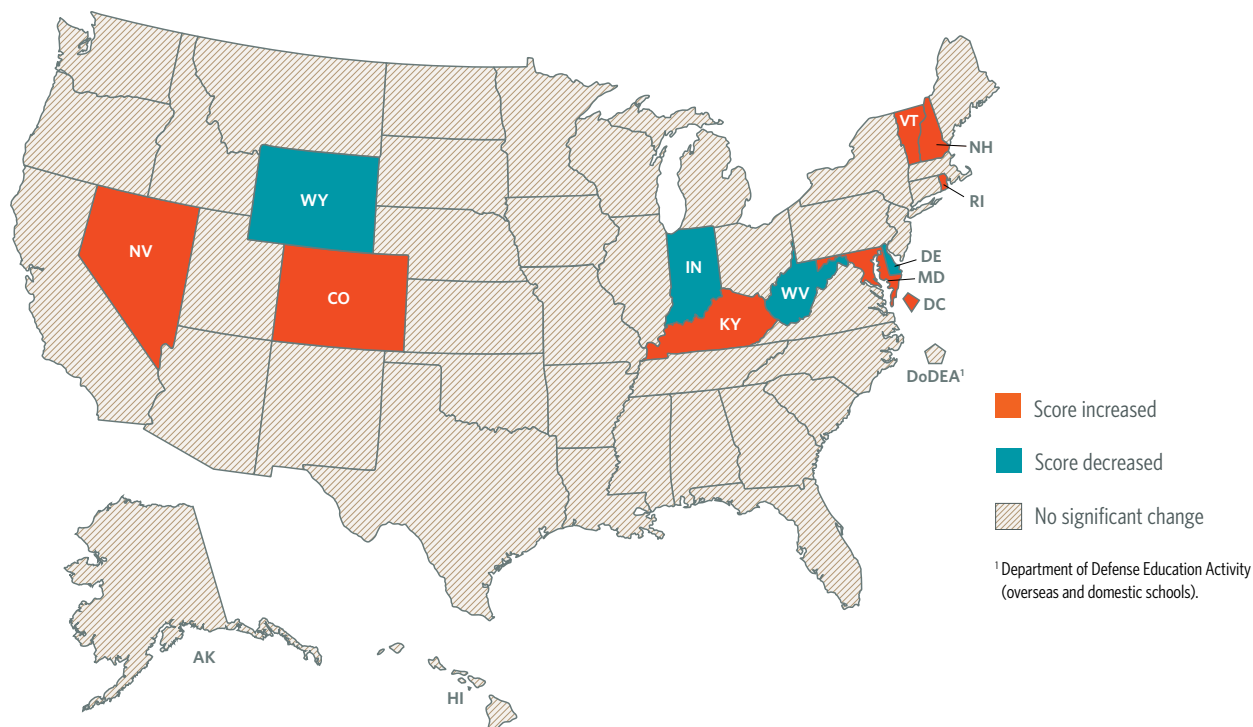 VT
NH
WY
RI
NV
IN
DE
MD
WV
CO
DC
KY
DoDEA¹
Score increased
Score decreased
No significant change
¹ Department of Defense Education Activity
(overseas and domestic schools).
AK
HI